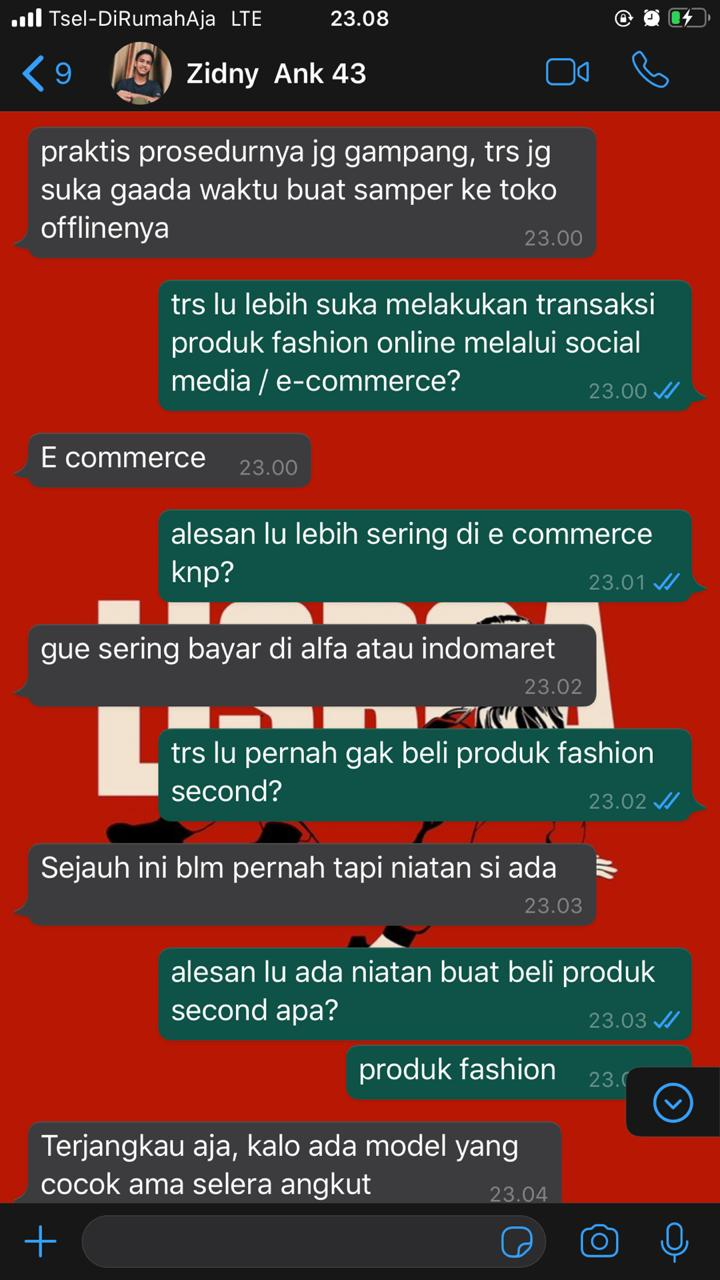 Tsel-DiRumahAja LTE 23.08
9 Zidny Ank 43
praktis prosedurnya jg gampang, trs jg
suka gaada waktu buat samper ke toko
offlinenya
23.00
trs lu lebih suka melakukan transaksi
produk fashion online melalui social
media / e-commerce?
23.00
E commerce 23.00
alesan lu lebih sering di e commerce
knp?
23.01
gue sering bayar di alfa atau indomaret
23.02
trs lu pernah gak beli produk fashion
second?
23.02
Sejauh ini blm pernah tapi niatan si ada
23.03
alesan lu ada niatan buat beli produk
second apa?
23.03
produk fashion
Terjangkau aja, kalo ada model yang
cocok ama selera angkut
23.04